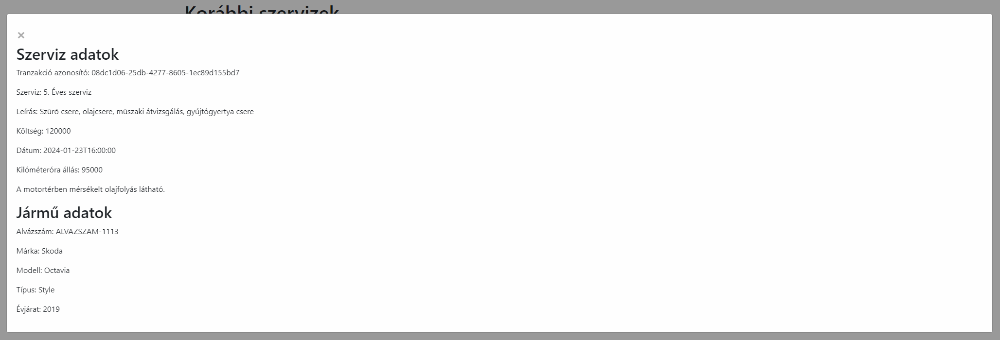 Korábbi szervizek
×
Szerviz adatok
Tranzakció azonosító: 08dc1d06-25db-4277-8605-1ec89d155bd7
Szerviz: 5. Éves szerviz
Leírás: Szűrő csere, olajcsere, műszaki átvizsgálás, gyújtógyertya csere
Költség: 120000
Dátum: 2024-01-23T16:00:00
Kilóméteróra állás: 95000
A motortérben mérsékelt olajfolyás látható.
Jármű adatok
Alvázszám: ALVAZSZAM-1113
Márka: Skoda
Modell: Octavia
Típus: Style
Évjárat: 2019